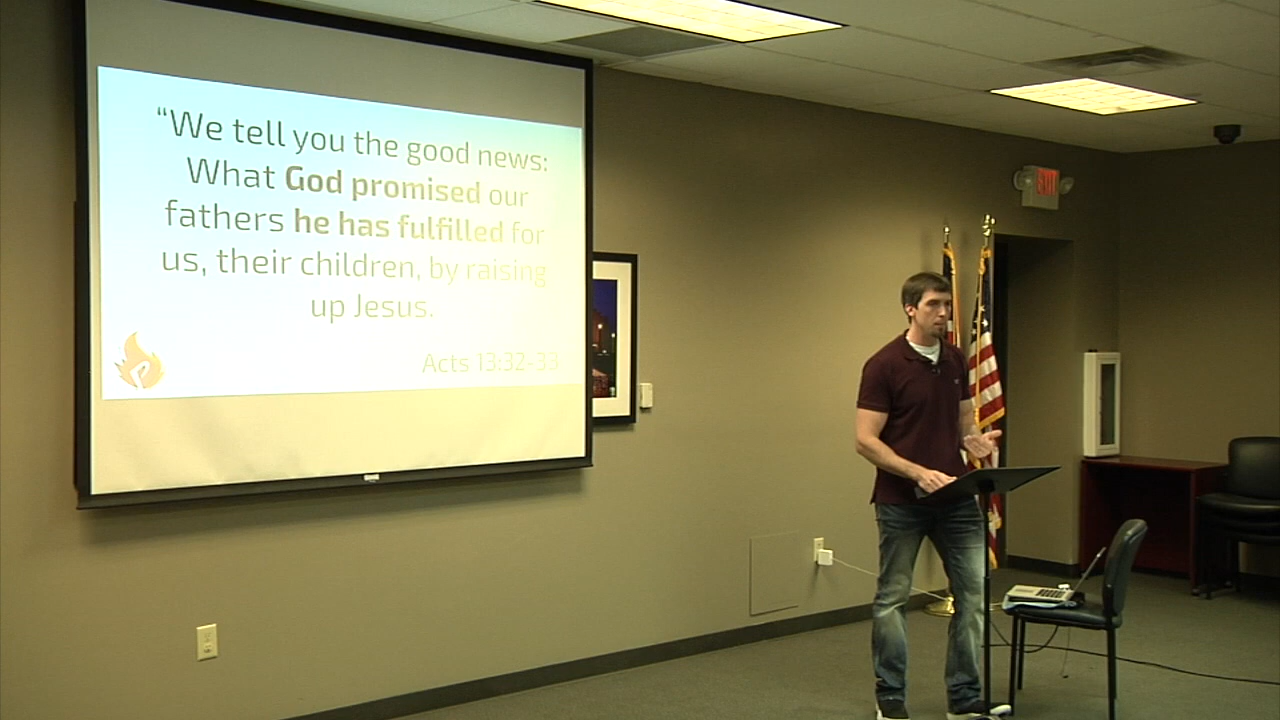 “We tell you the good news:
What God promised our
fathers he has fulfilled for
us, their children, by raising
up Jesus.
Acts 13:32-33
P
EXIT